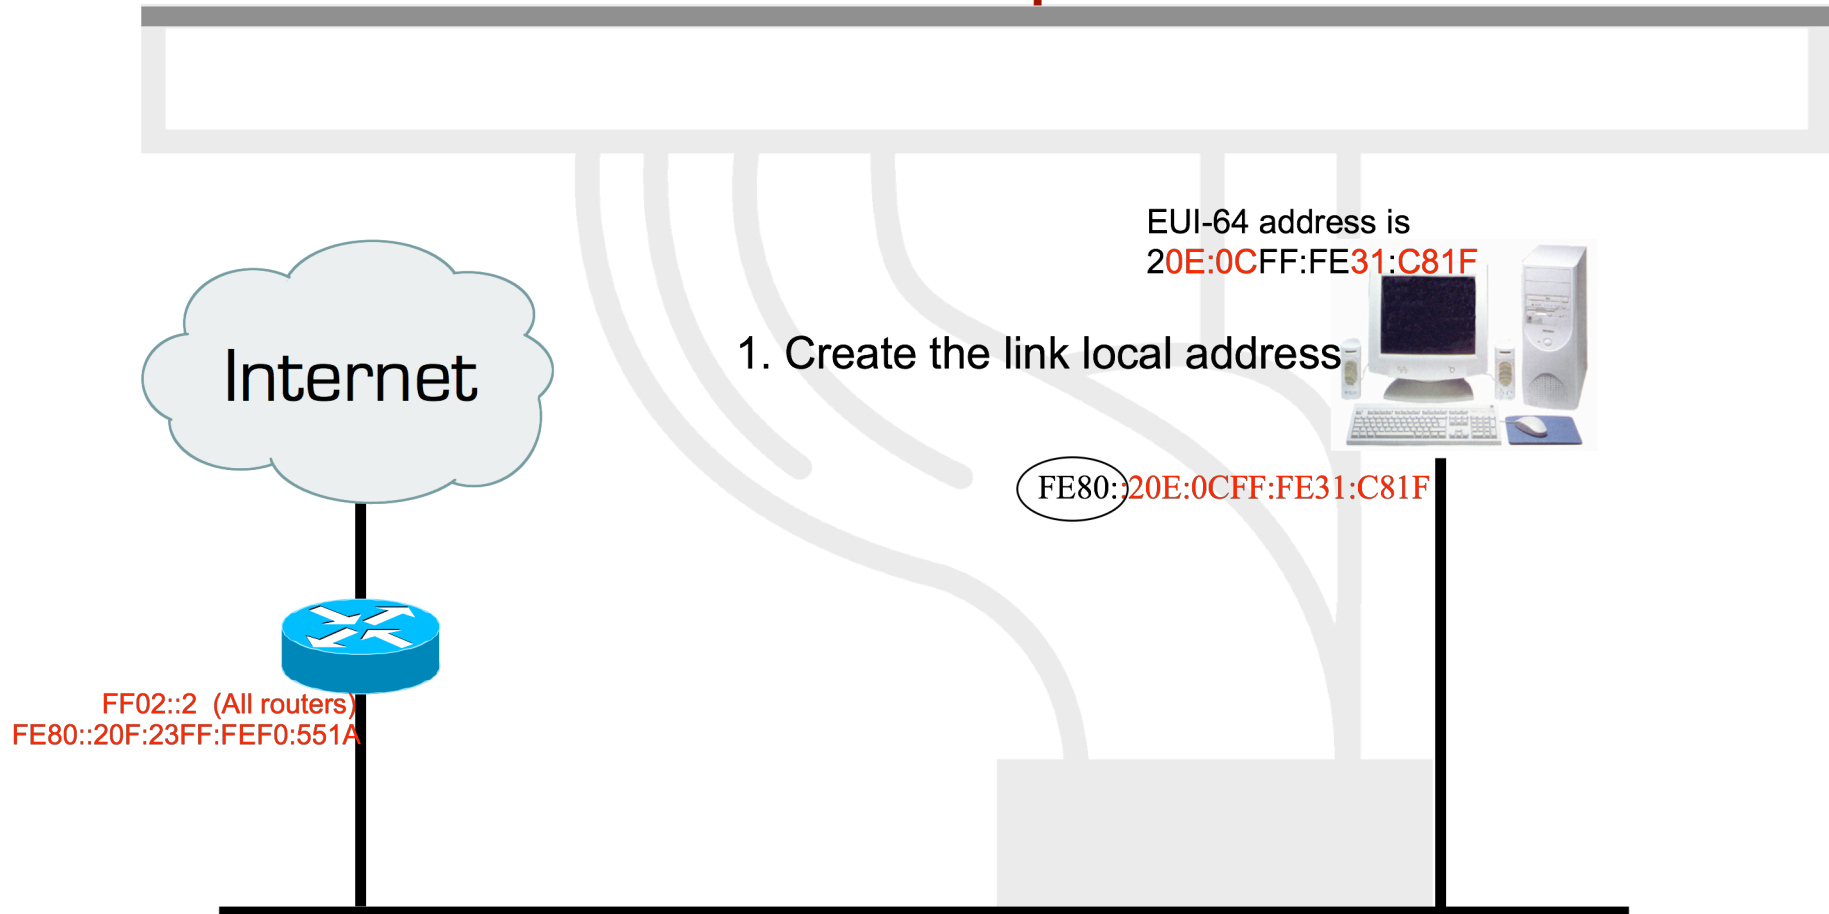 EUI-64 address is
20E:0CFF:FE31:C81F
Internet
1. Create the link local address
FE80::20E:0CFF:FE31:C81F
FF02::2 (All routers)
FE80::20F:23FF:FEF0:551A